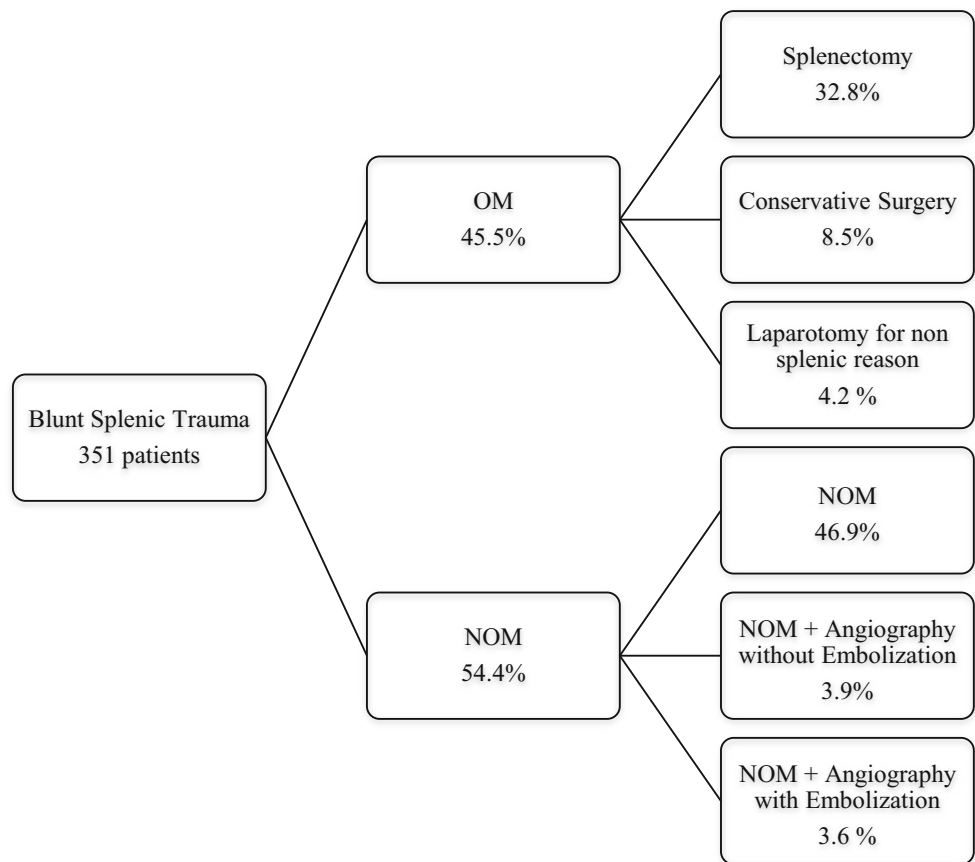 Blunt Splenic Trauma
351 patients
OM
45.5%
Splenectomy
32.8%
Conservative Surgery
8.5%
Laparotomy for non
splenic reason
4.2 %
NOM
54.4%
NOM
46.9%
NOM + Angiography
without Embolization
3.9%
NOM + Angiography
with Embolization
3.6 %